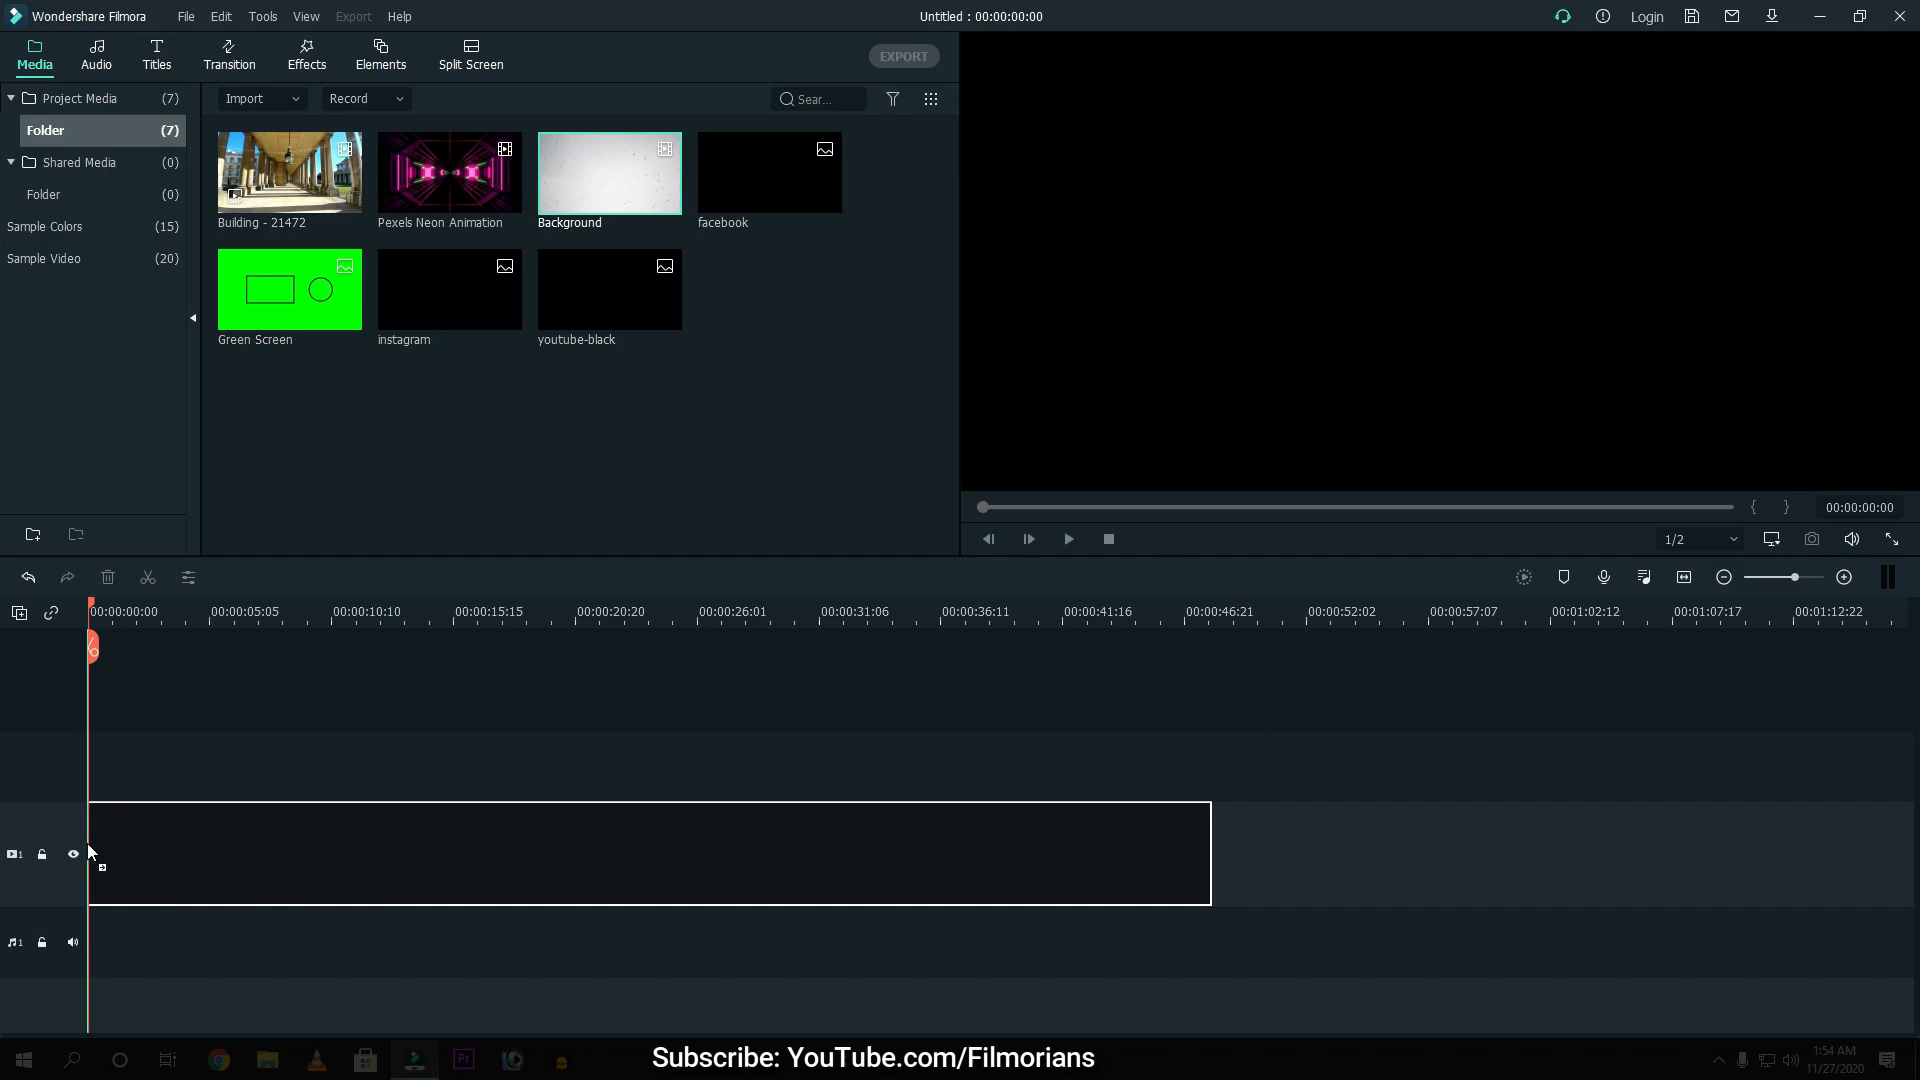 Wondershare Filmora
File
Edit
Tools
View
Export
Help
Untitled : 00:00:00:00
Login
Media
Audio
Titles
Transition
Effects
Elements
Split Screen
EXPORT
Project Media (7)
Folder (7)
Shared Media (0)
Folder (0)
Sample Colors (15)
Sample Video (20)
Import
Record
Sear...
Building - 21472
Pexels Neon Animation
Background
facebook
Green Screen
instagram
youtube-black
{ }
00:00:00:00
1/2
00:00:00:00
00:00:05:05
00:00:10:10
00:00:15:15
00:00:20:20
00:00:26:01
00:00:31:06
00:00:36:11
00:00:41:16
00:00:46:21
00:00:52:02
00:00:57:07
00:01:02:12
00:01:07:17
00:01:12:22
1
1
Pr
Subscribe: YouTube.com/Filmorians
1:54 AM
11/27/2020